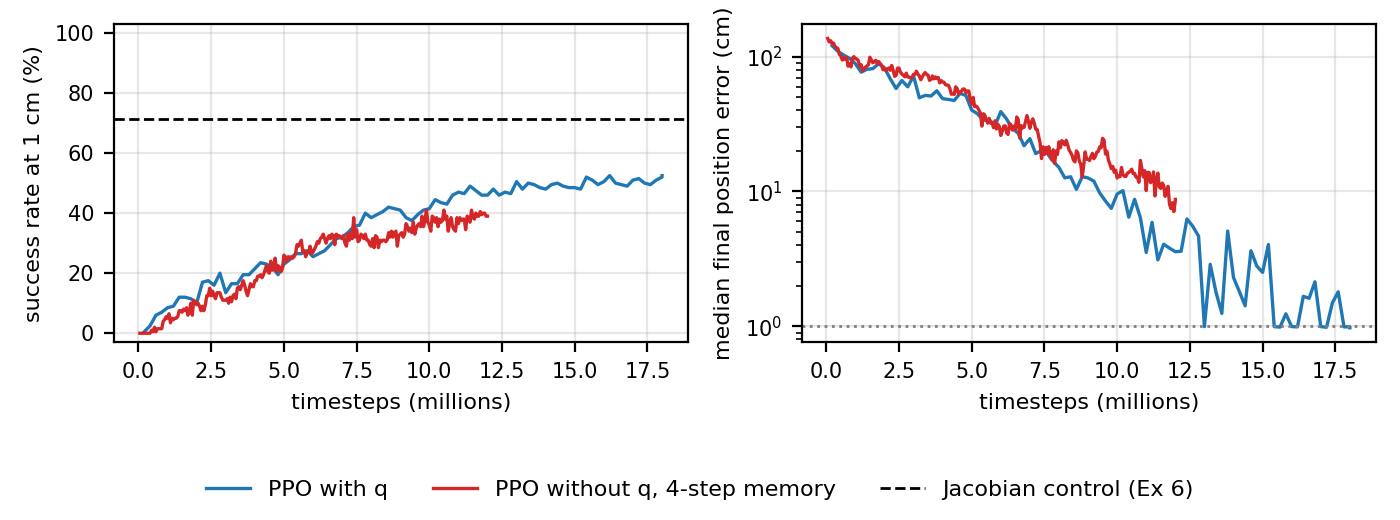 success rate at 1 cm (%)
100
80
60
40
20
0
0.0 2.5 5.0 7.5 10.0 12.5 15.0 17.5
timesteps (millions)
median final position error (cm)
10²
10¹
10⁰
0.0 2.5 5.0 7.5 10.0 12.5 15.0 17.5
timesteps (millions)
PPO with q PPO without q, 4-step memory Jacobian control (Ex 6)